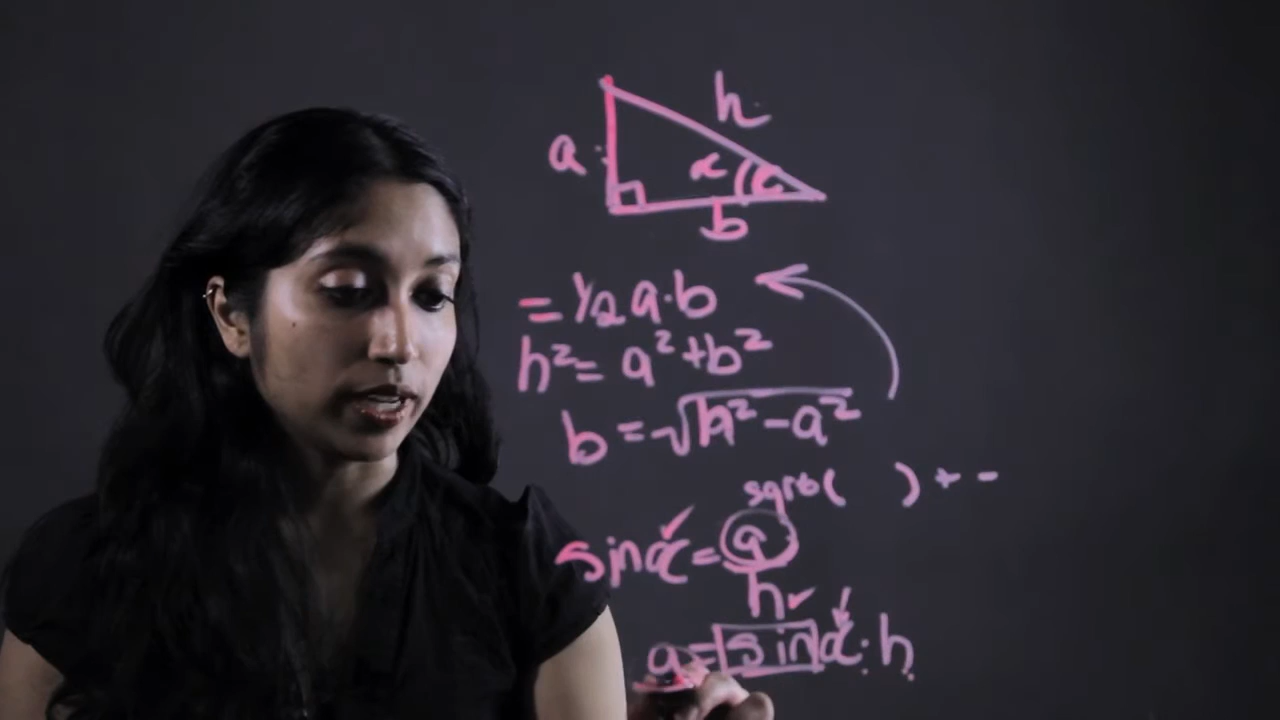 h
a
α
b
= 1/2 a·b
h² = a² + b²
b = √h² - a²
sqrt( ) + -
sin α = a
h
a = sin α · h